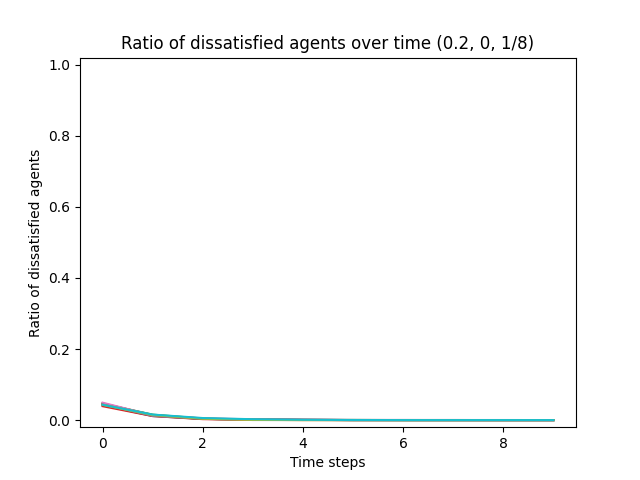 Ratio of dissatisfied agents over time (0.2, 0, 1/8)
1.0
0.8
0.6
0.4
0.2
0.0
Ratio of dissatisfied agents
0 2 4 6 8
Time steps